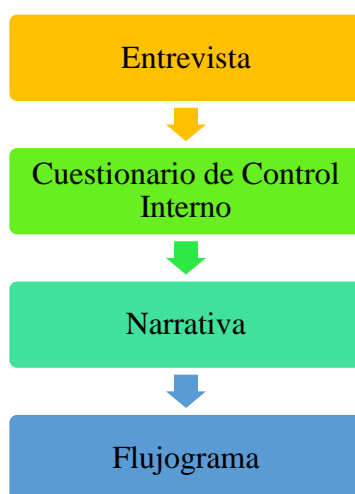 Entrevista
Cuestionario de Control
Interno
Narrativa
Flujograma